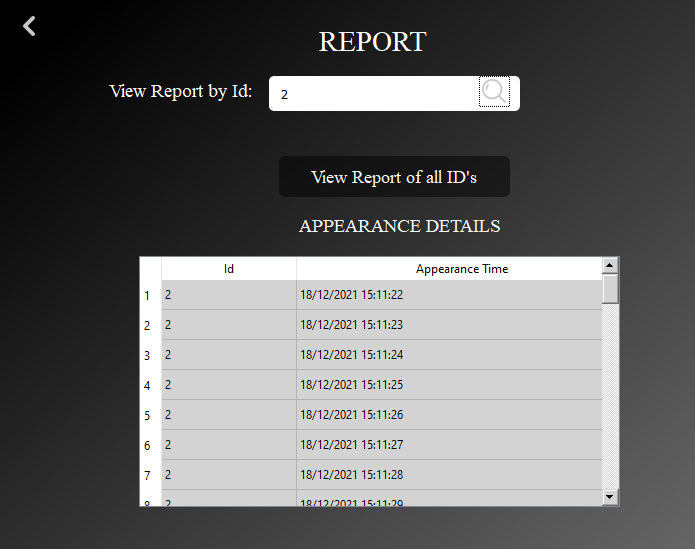 REPORT
View Report by Id: 2
View Report of all ID's
APPEARANCE DETAILS
Id Appearance Time
1 2 18/12/2021 15:11:22
2 2 18/12/2021 15:11:23
3 2 18/12/2021 15:11:24
4 2 18/12/2021 15:11:25
5 2 18/12/2021 15:11:26
6 2 18/12/2021 15:11:27
7 2 18/12/2021 15:11:28
8 2 18/12/2021 15:11:29